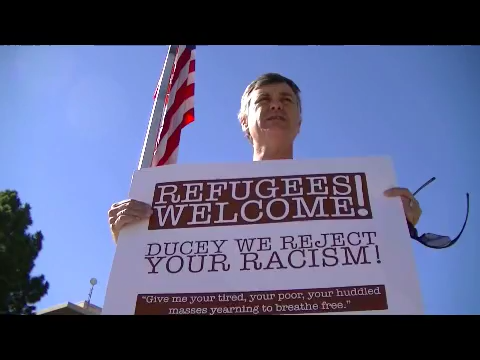 REFUGEES
WELCOME!
DUCEY WE REJECT
YOUR RACISM!
"Give me your tired, your poor, your huddled
masses yearning to breathe free."